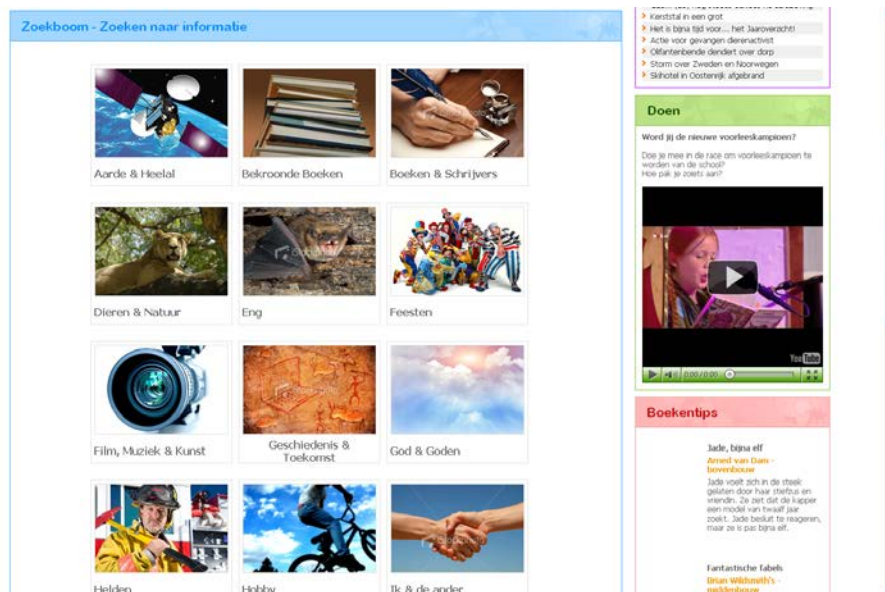 Zoekboom - Zoeken naar informatie
Aarde & Heelal
Bekroonde Boeken
Boeken & Schrijvers
Dieren & Natuur
Eng
Feesten
Film, Muziek & Kunst
Geschiedenis &
Toekomst
God & Goden
Helden
Hobby
Ik & de ander
Kerststal in een grot
Het is bijna tijd voor.... het Jaaroverzicht!
Actie voor gevangen dierenactivist
Olifantenbende dendert over dorp
Storm over Zweden en Noorwegen
Skihotel in Oostenrijk afgebrand
Doen
Word jij de nieuwe voorleeskampioen?
Doe je mee in de race om voorleeskampioen te
worden van de school?
Hoe pak je zoiets aan?
YouTube
0:00 / 0:00
Boekentips
Jade, bijna elf
Arned van Dam -
bovenbouw
Jade voelt zich in de steek
gelaten door haar stiefzus en
vriendin. Ze ziet dat de kapper
een model van twaalf jaar
zoekt. Jade besluit te reageren,
maar ze is pas bijna elf.
Fantastische fabels
Brian Wildsmith's -
middenbouw